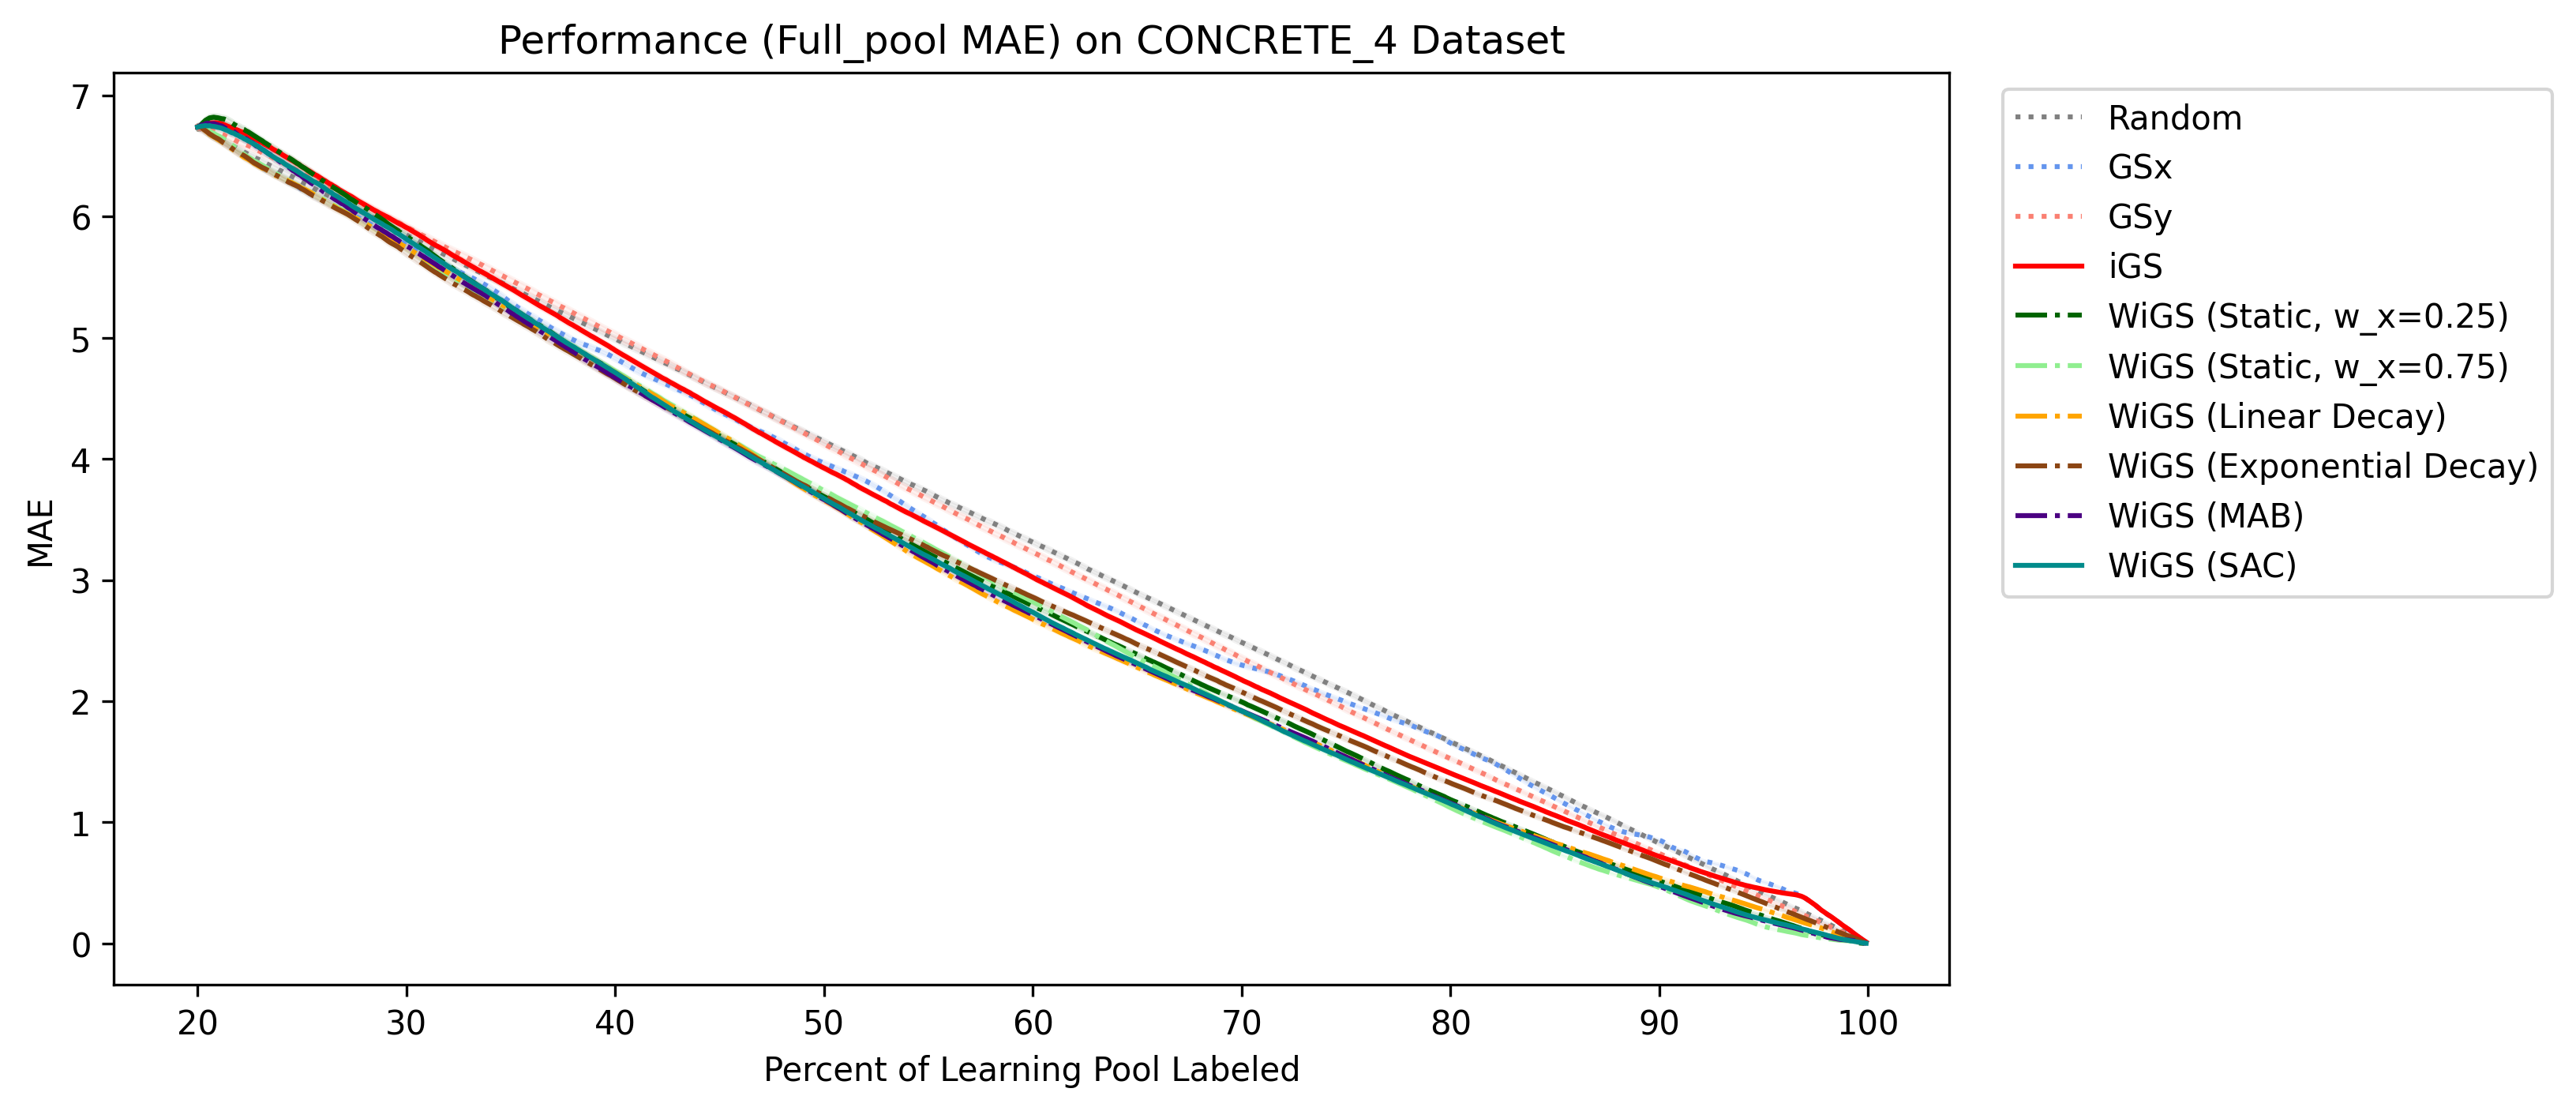 Performance (Full_pool MAE) on CONCRETE_4 Dataset
MAE
7
6
5
4
3
2
1
0
20 30 40 50 60 70 80 90 100
Percent of Learning Pool Labeled
Random
GSx
GSy
iGS
WiGS (Static, w_x=0.25)
WiGS (Static, w_x=0.75)
WiGS (Linear Decay)
WiGS (Exponential Decay)
WiGS (MAB)
WiGS (SAC)